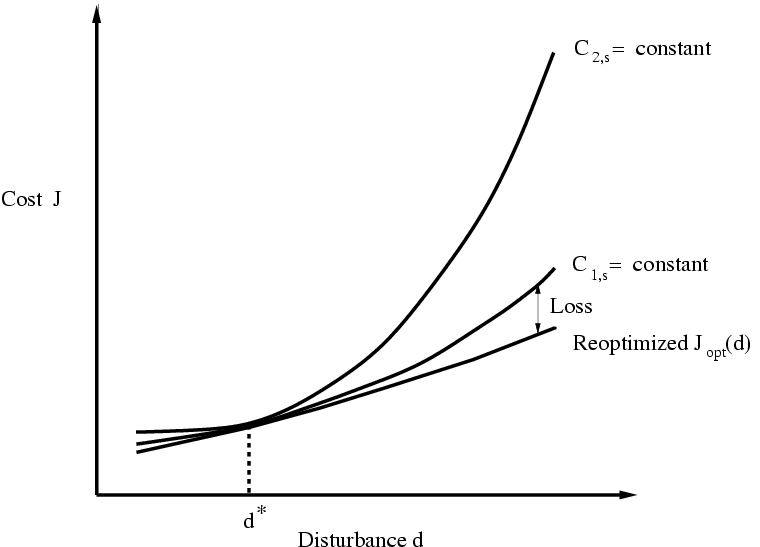 C 2,s = constant
Cost J
C 1,s = constant
Loss
Reoptimized J opt (d)
d*
Disturbance d